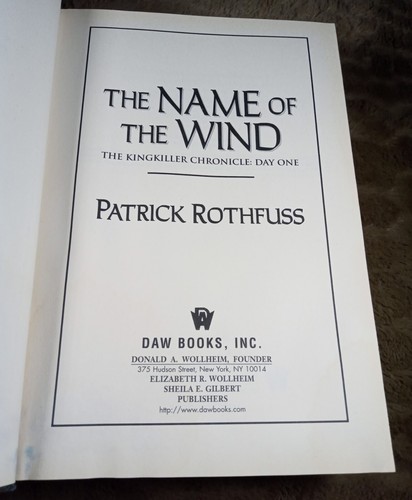 THE NAME OF
THE WIND
THE KINGKILLER CHRONICLE: DAY ONE
PATRICK ROTHFUSS
DAW
DAW BOOKS, INC.
DONALD A. WOLLHEIM, FOUNDER
375 Hudson Street, New York, NY 10014
ELIZABETH R. WOLLHEIM
SHEILA E. GILBERT
PUBLISHERS
http://www.dawbooks.com